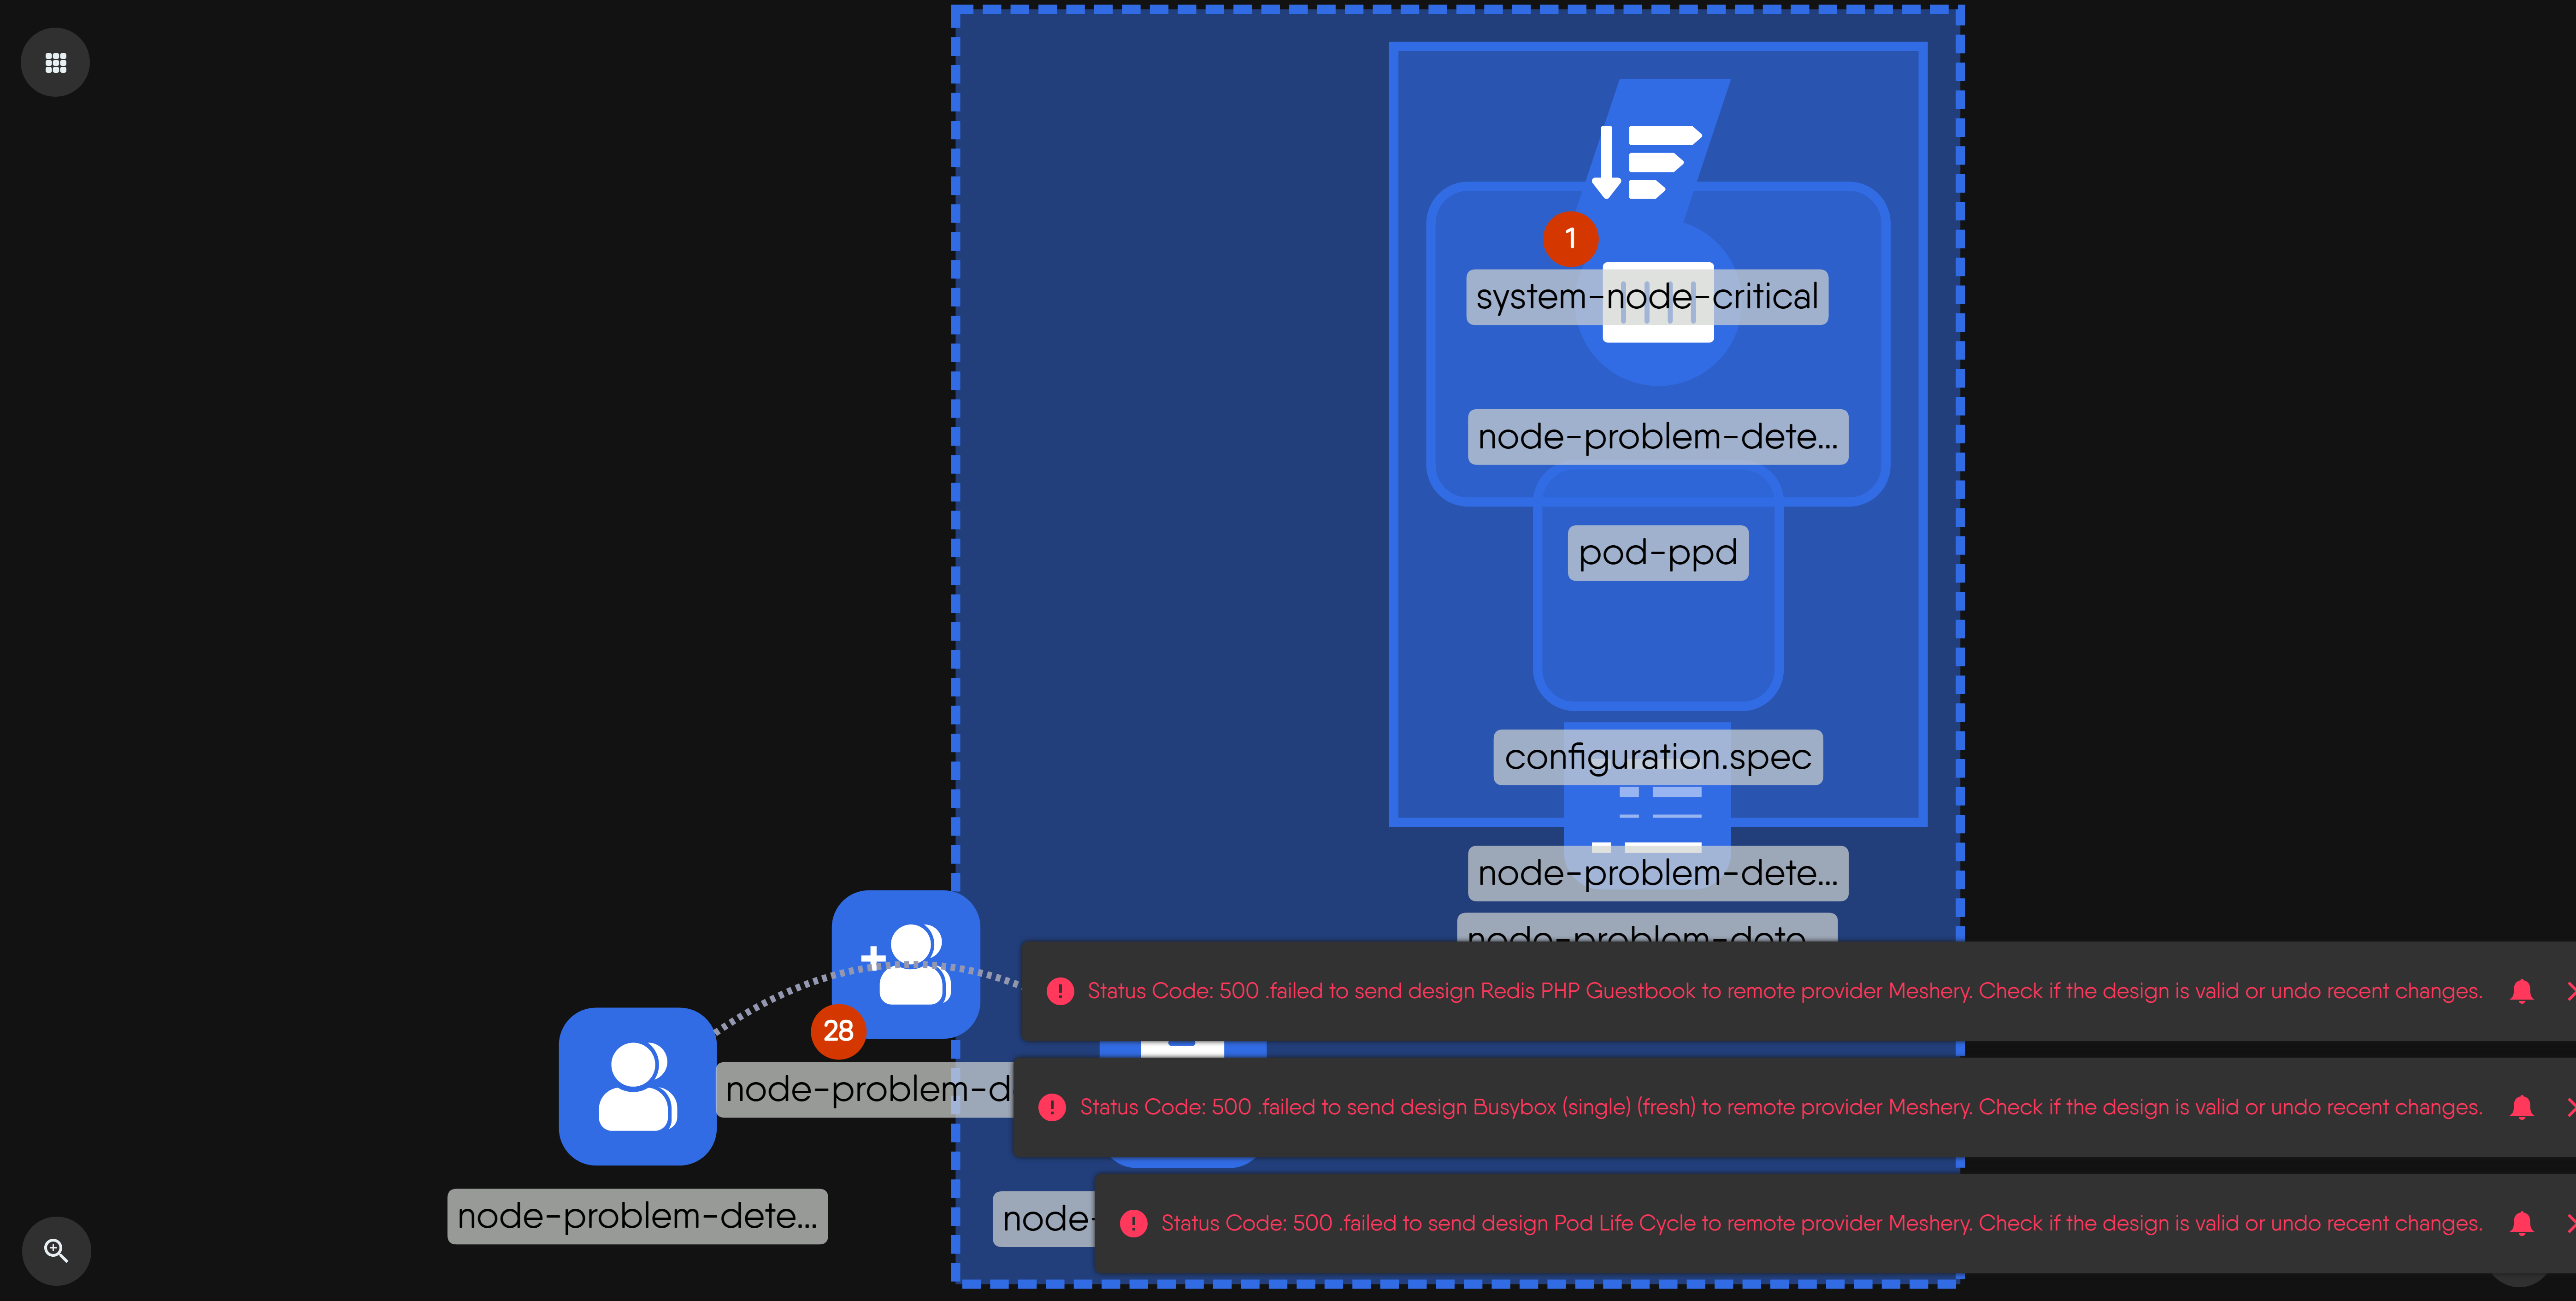 1
system-node-critical
node-problem-dete...
pod-ppd
configuration.spec
node-problem-dete...
node-problem-dete...
Status Code: 500 .failed to send design Redis PHP Guestbook to remote provider Meshery. Check if the design is valid or undo recent changes.
28
node-problem-d
Status Code: 500 .failed to send design Busybox (single) (fresh) to remote provider Meshery. Check if the design is valid or undo recent changes.
node-problem-dete...
node-
Status Code: 500 .failed to send design Pod Life Cycle to remote provider Meshery. Check if the design is valid or undo recent changes.